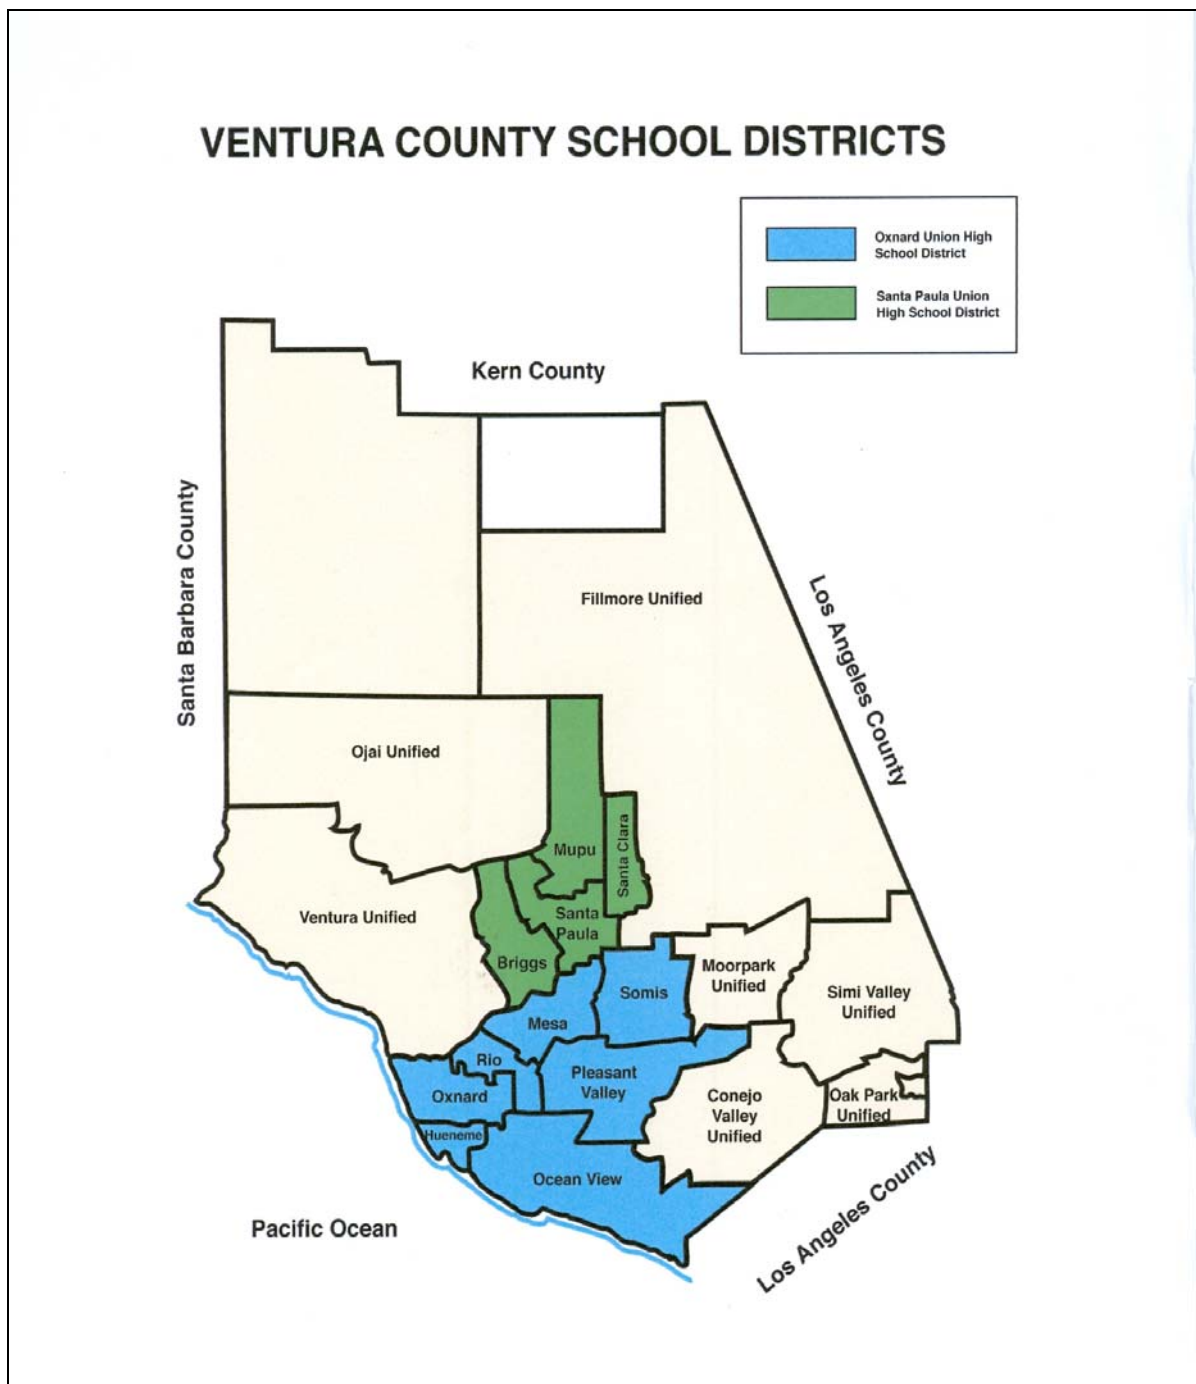 VENTURA COUNTY SCHOOL DISTRICTS
Oxnard Union High
School District
Santa Paula Union
High School District
Kern County
Santa Barbara County
Los Angeles County
Fillmore Unified
Ojai Unified
Mupu
Santa Clara
Santa
Paula
Ventura Unified
Briggs
Somis
Moorpark
Unified
Simi Valley
Unified
Mesa
Rio
Pleasant
Valley
Oxnard
Conejo
Valley
Unified
Oak Park
Unified
Hueneme
Ocean View
Pacific Ocean
Los Angeles County